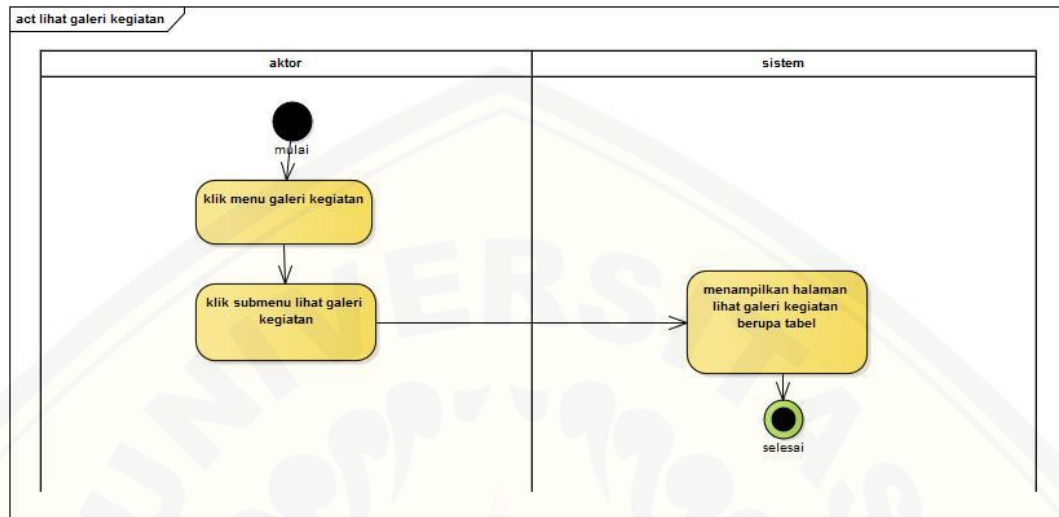 act lihat galeri kegiatan
aktor
sistem
mulai
klik menu galeri kegiatan
klik submenu lihat galeri
kegiatan
menampilkan halaman
lihat galeri kegiatan
berupa tabel
selesai
UNIVERSITAS